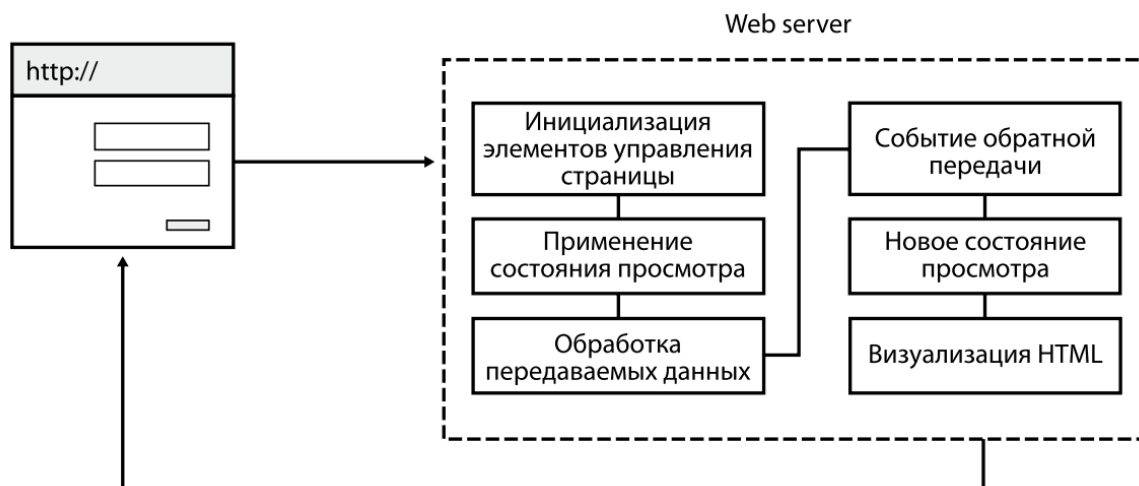 Web server
http://
Инициализация
элементов управления
страницы
Применение
состояния просмотра
Обработка
передаваемых данных
Событие обратной
передачи
Новое состояние
просмотра
Визуализация HTML